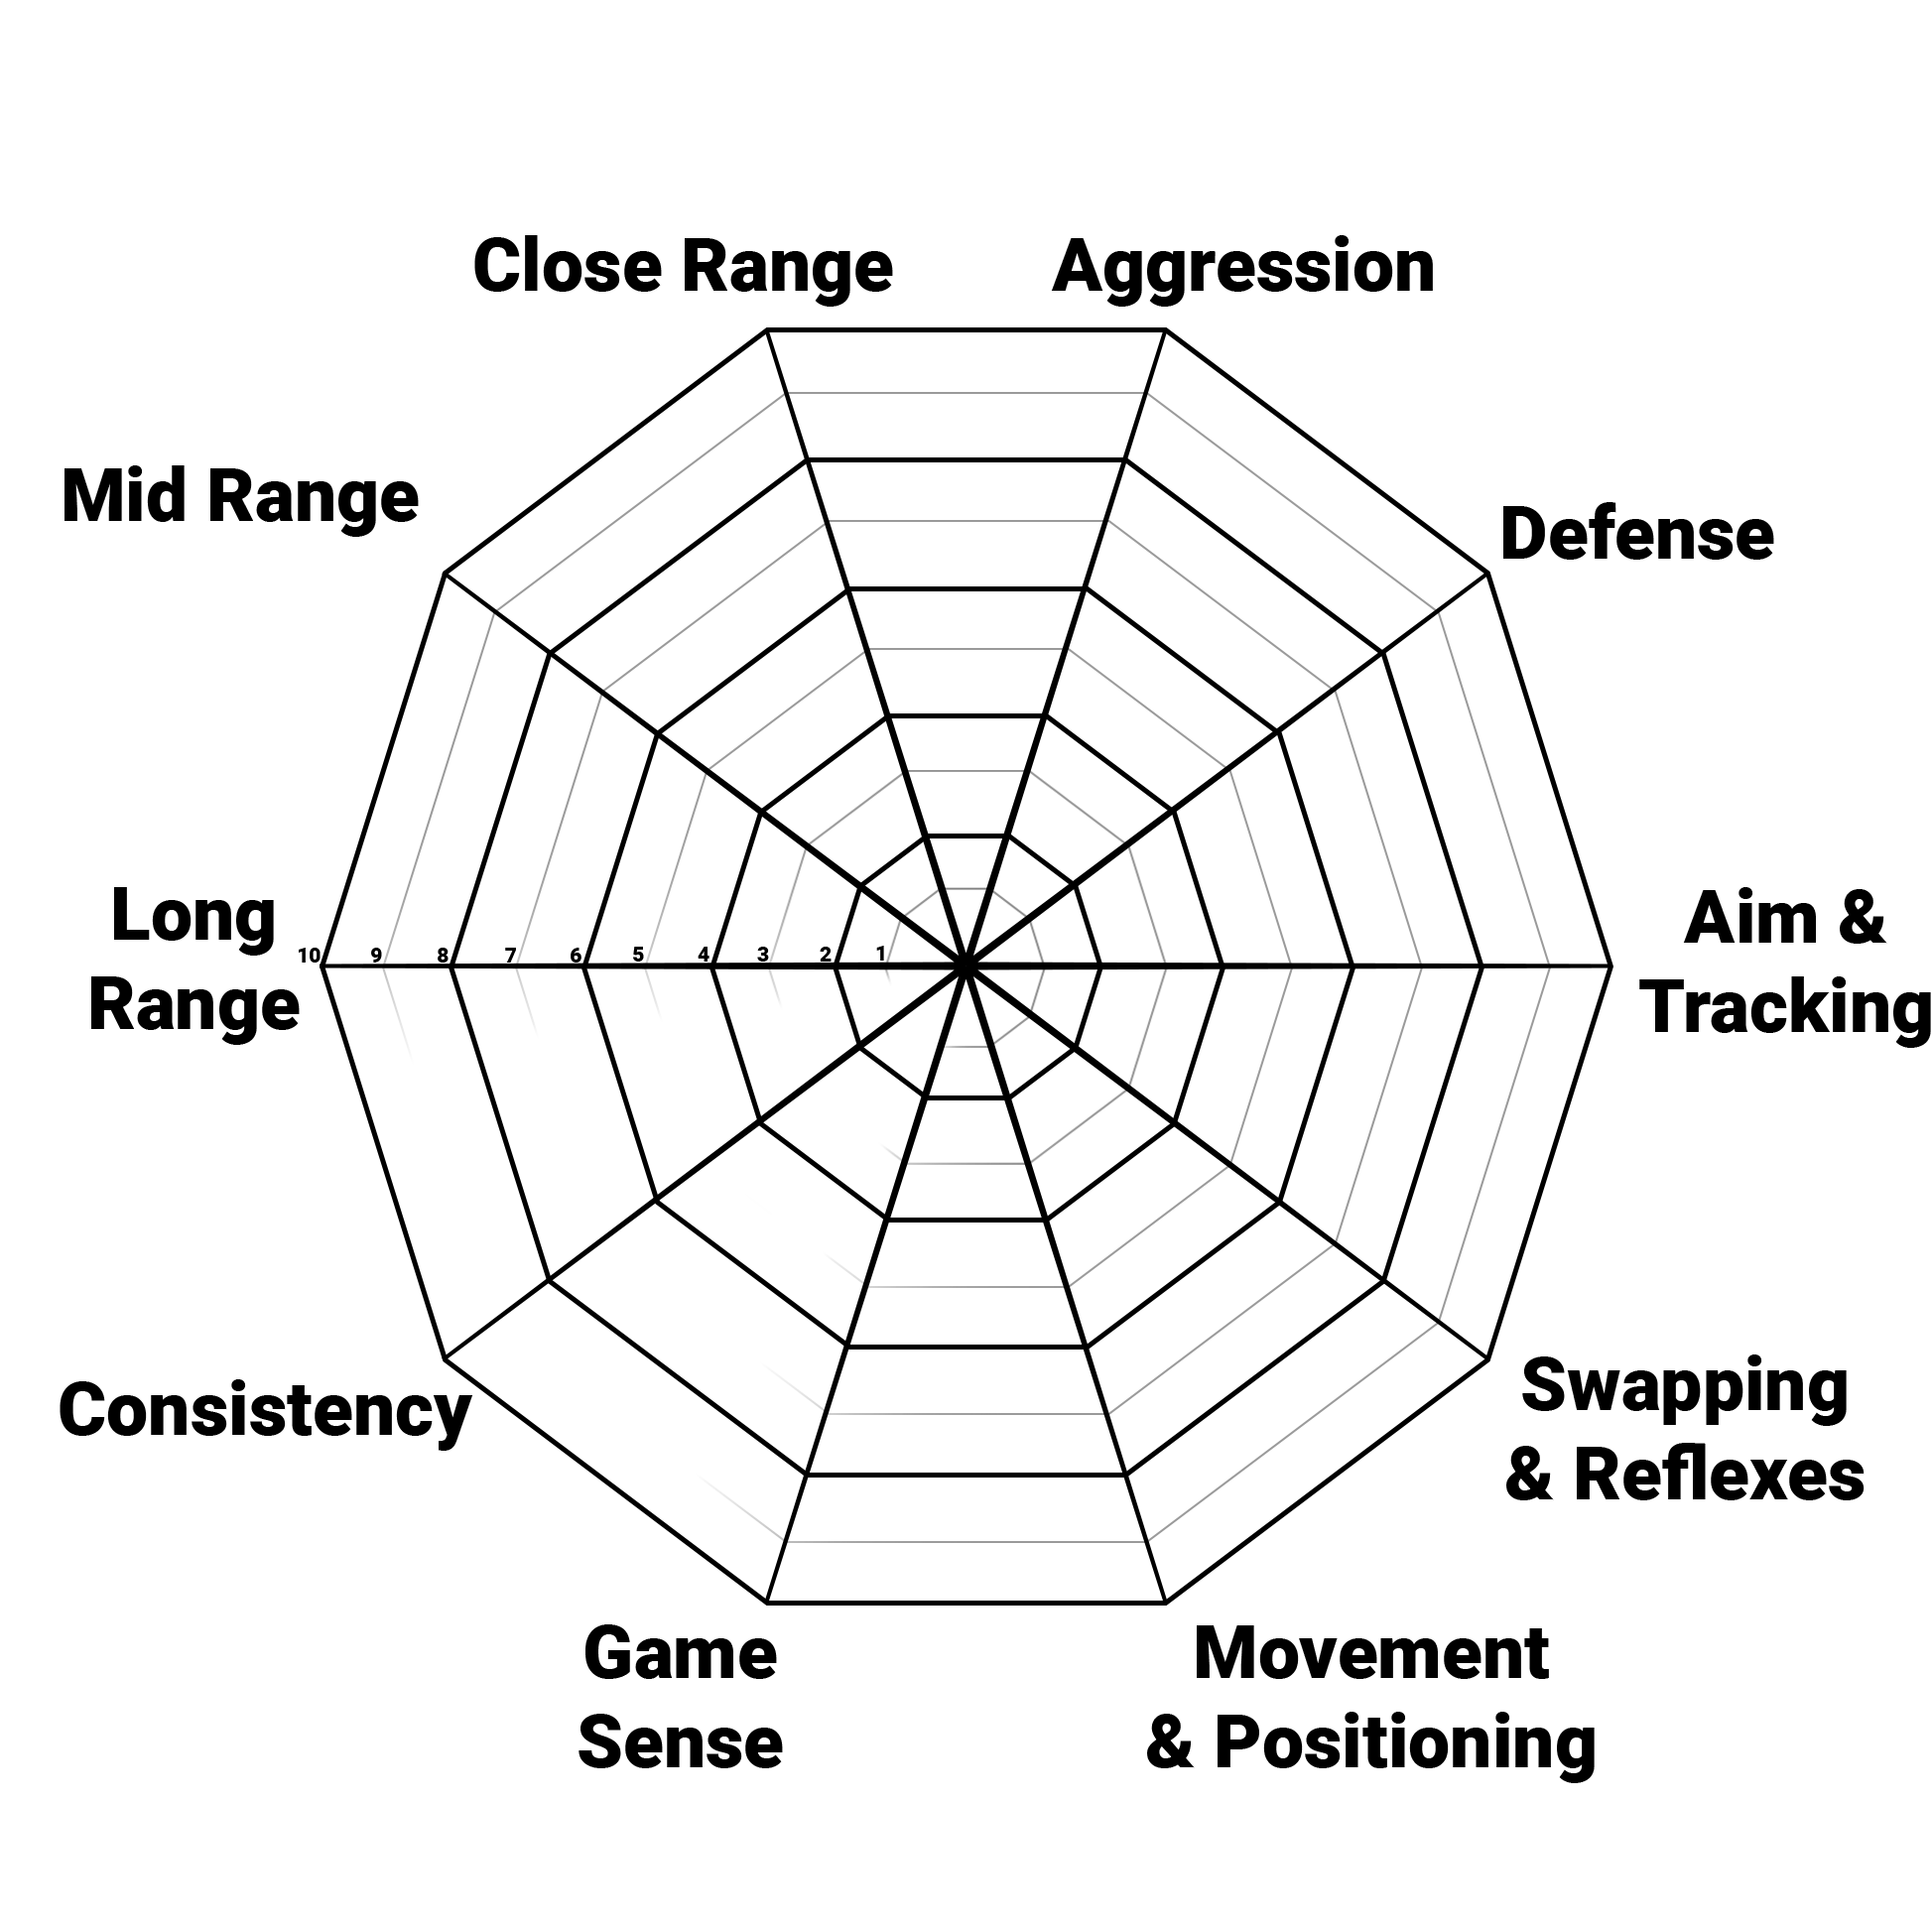 Close Range
Aggression
Mid Range
Defense
Long
Range
10 9 8 7 6 5 4 3 2 1
Aim &
Tracking
Consistency
Swapping
& Reflexes
Game
Sense
Movement
& Positioning